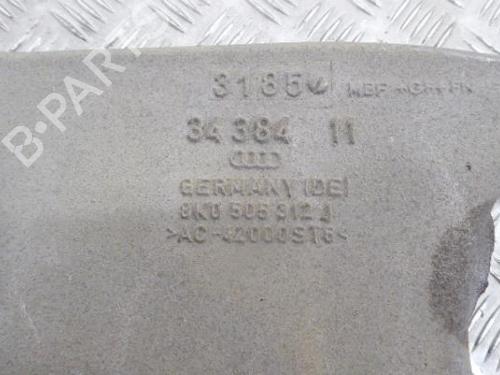 3185
34 384 11
GERMANY (DE)
8K0 505 312 J
>AC-42000ST6<
B-PARTS